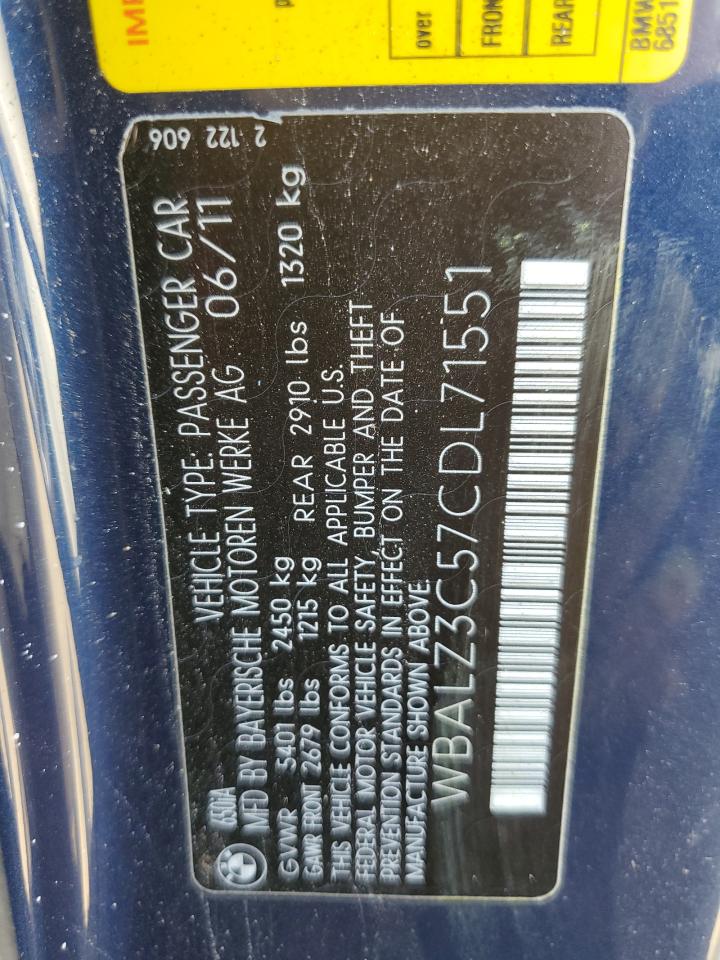 IMP
p
over
FRON
REAR
BMW
6851
2 122 606
650iA
VEHICLE TYPE: PASSENGER CAR
MFD BY BAYERISCHE MOTOREN WERKE AG 06/11
GVWR 5401 lbs 2450 kg
GAWR FRONT 2679 lbs 1215 kg REAR 2910 lbs 1320 kg
THIS VEHICLE CONFORMS TO ALL APPLICABLE U.S.
FEDERAL MOTOR VEHICLE SAFETY, BUMPER AND THEFT
PREVENTION STANDARDS IN EFFECT ON THE DATE OF
MANUFACTURE SHOWN ABOVE.
WBALZ3C57CDL71551